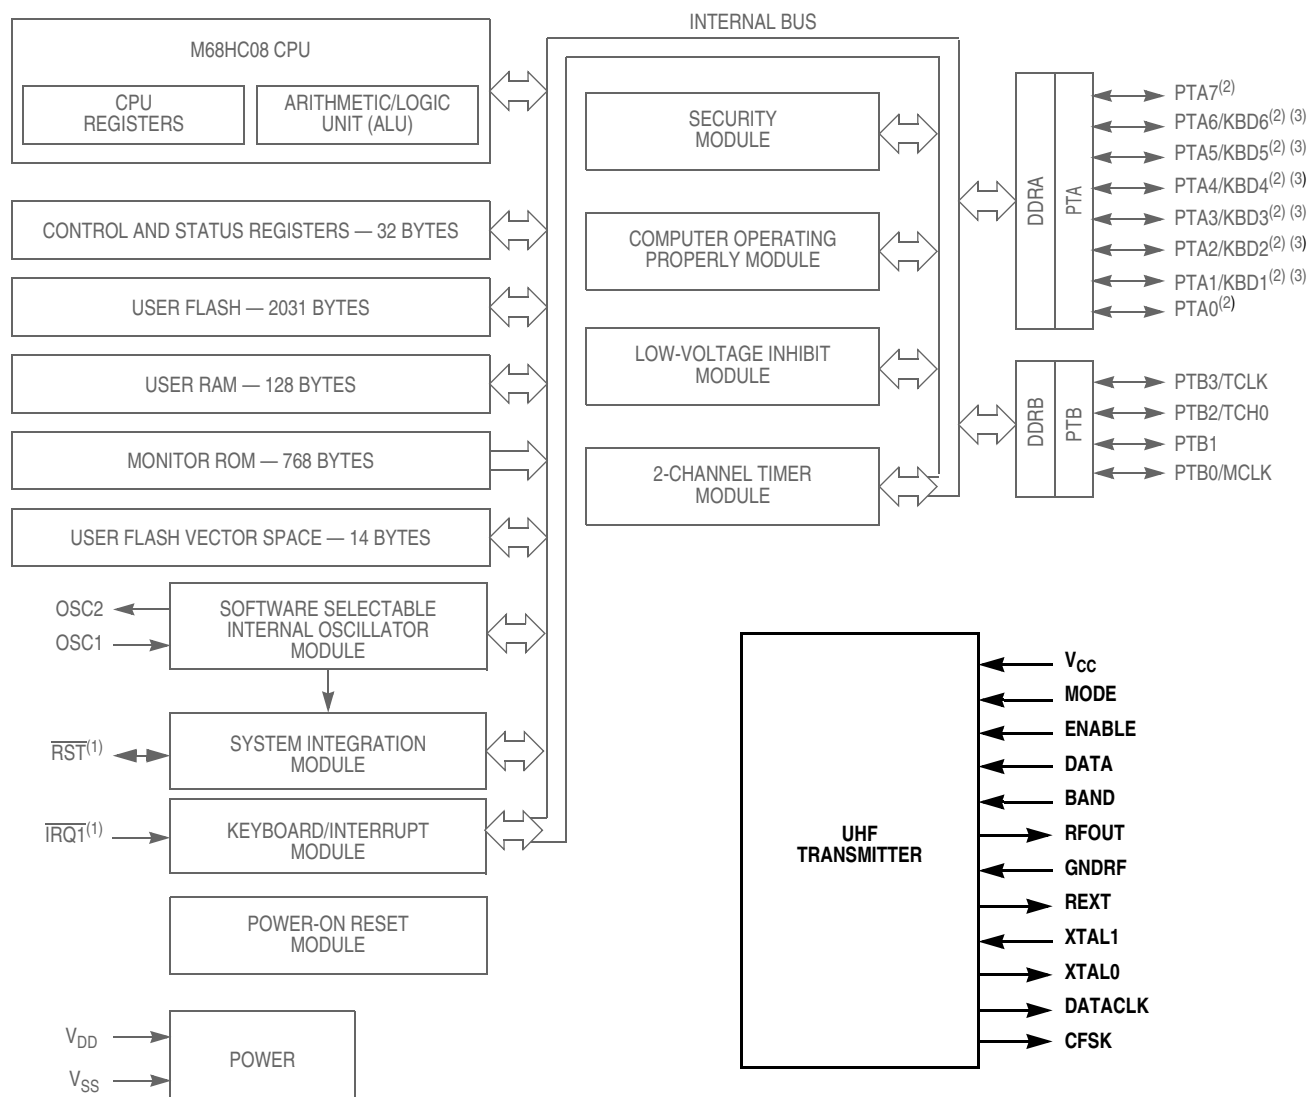 INTERNAL BUS
M68HC08 CPU
CPU
REGISTERS
ARITHMETIC/LOGIC
UNIT (ALU)
CONTROL AND STATUS REGISTERS — 32 BYTES
USER FLASH — 2031 BYTES
USER RAM — 128 BYTES
MONITOR ROM — 768 BYTES
USER FLASH VECTOR SPACE — 14 BYTES
OSC2
OSC1
SOFTWARE SELECTABLE
INTERNAL OSCILLATOR
MODULE
RST(1)
SYSTEM INTEGRATION
MODULE
IRQ1(1)
KEYBOARD/INTERRUPT
MODULE
POWER-ON RESET
MODULE
VDD
VSS
POWER
SECURITY
MODULE
COMPUTER OPERATING
PROPERLY MODULE
LOW-VOLTAGE INHIBIT
MODULE
2-CHANNEL TIMER
MODULE
DDRA
PTA
PTA7(2)
PTA6/KBD6(2) (3)
PTA5/KBD5(2) (3)
PTA4/KBD4(2) (3)
PTA3/KBD3(2) (3)
PTA2/KBD2(2) (3)
PTA1/KBD1(2) (3)
PTA0(2)
DDRB
PTB
PTB3/TCLK
PTB2/TCH0
PTB1
PTB0/MCLK
UHF
TRANSMITTER
VCC
MODE
ENABLE
DATA
BAND
RFOUT
GNDRF
REXT
XTAL1
XTAL0
DATACLK
CFSK